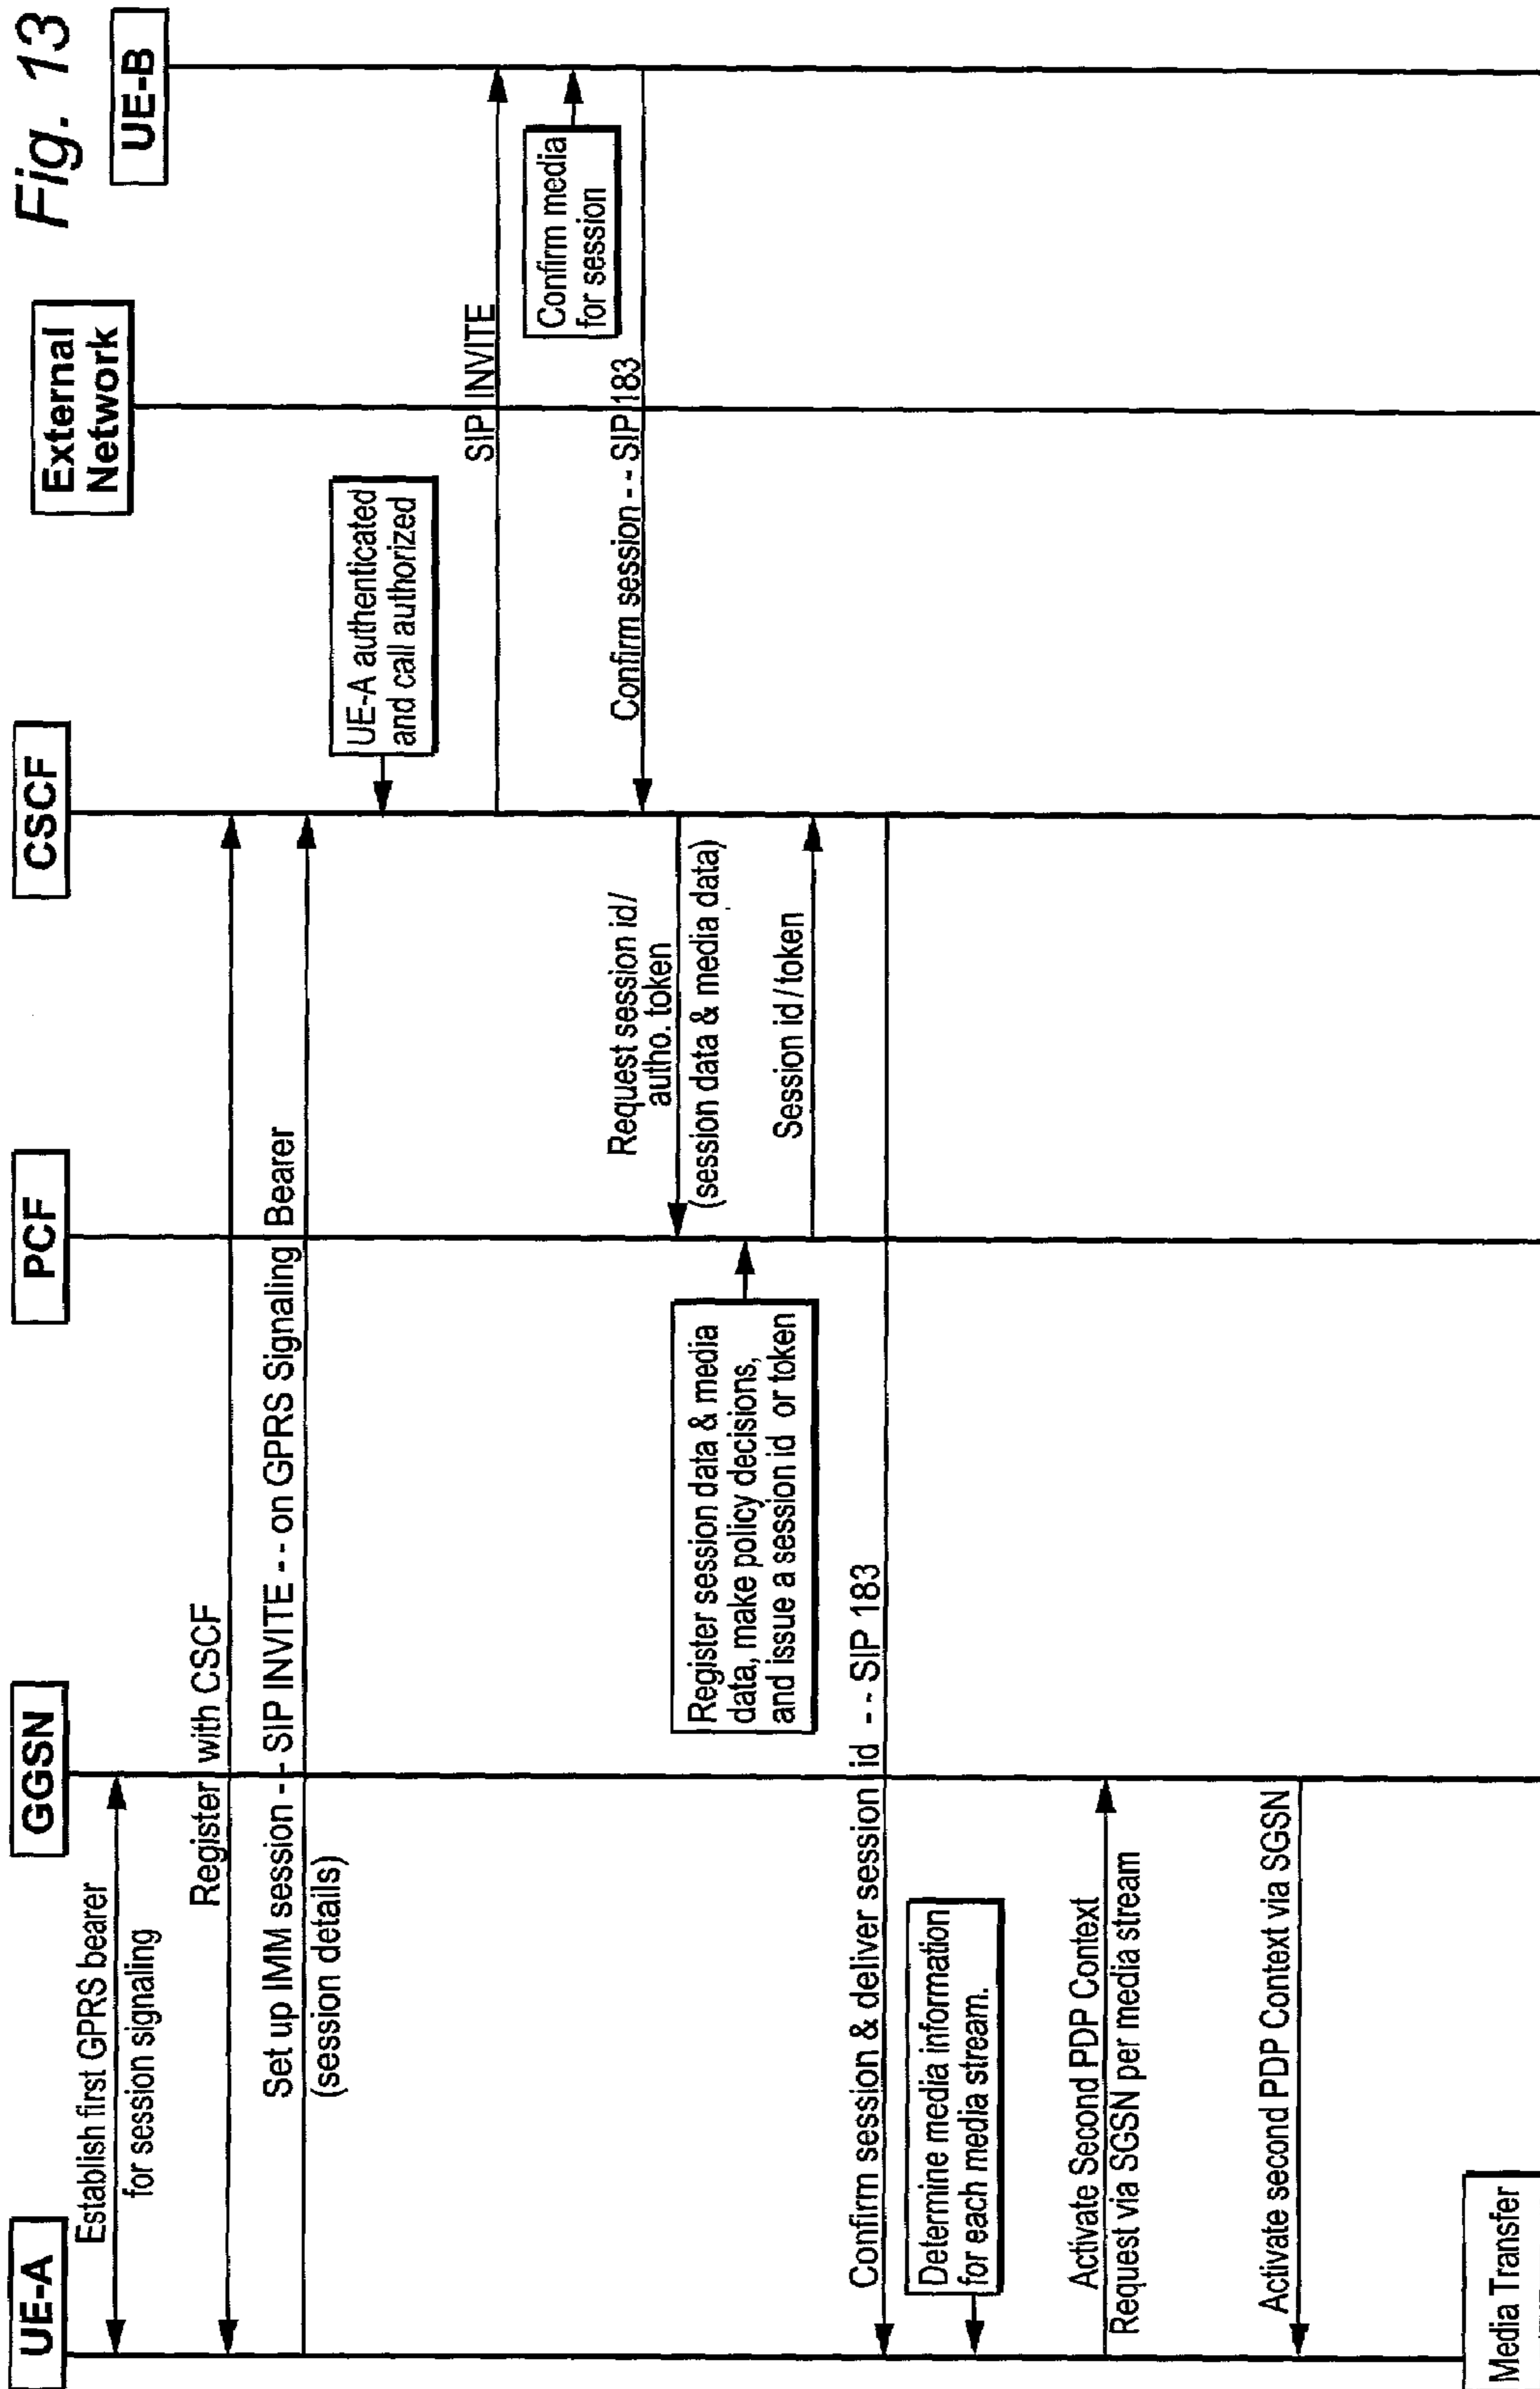 Fig. 13
UE-A
GGSN
PCF
CSCF
External
Network
UE-B
Establish first GPRS bearer
for session signaling
Register with CSCF
Set up IMM session - - SIP INVITE - - on GPRS Signaling Bearer
(session details)
UE-A authenticated
and call authorized
SIP INVITE
Confirm media
for session
Confirm session - - SIP 183
Request session id/
autho. token
(session data & media data)
Register session data & media
data, make policy decisions,
and issue a session id or token
Session id / token
Confirm session & deliver session id - - SIP 183
Determine media information
for each media stream.
Activate Second PDP Context
Request via SGSN per media stream
Activate second PDP Context via SGSN
Media Transfer